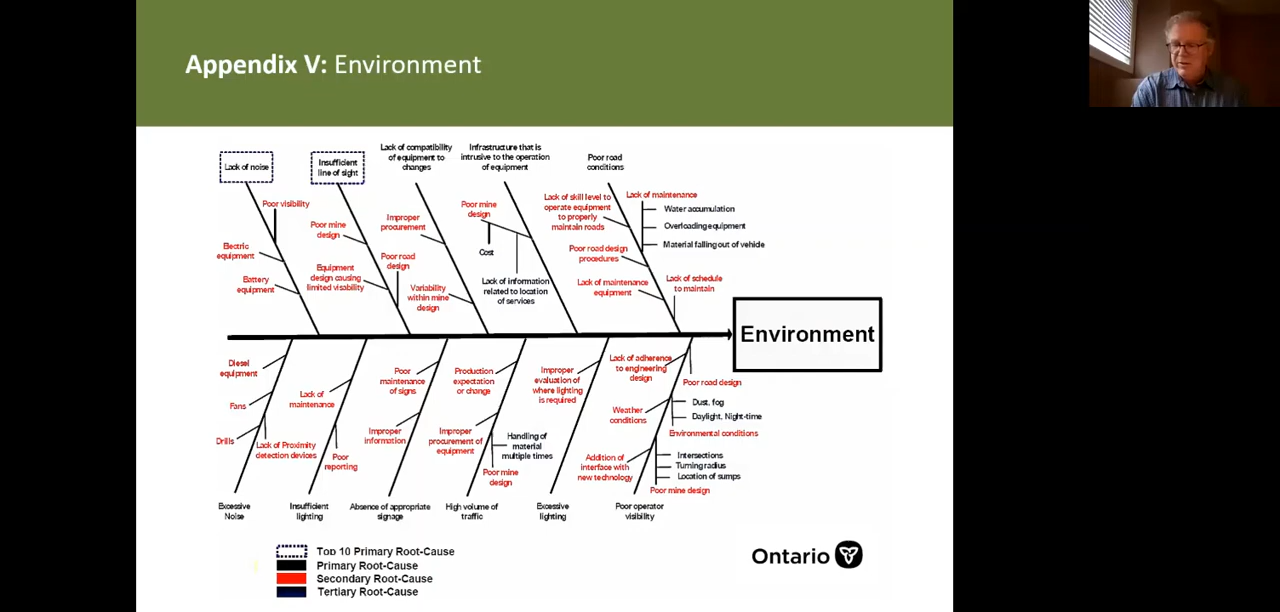 Appendix V: Environment
Lack of noise
Insufficient
line of sight
Lack of compatibility
of equipment to
changes
Infrastructure that is
intrusive to the operation
of equipment
Poor road
conditions
Poor visibility
Electric
equipment
Battery
equipment
Poor mine
design
Equipment
design causing
limited visability
Improper
procurement
Poor road
design
Variability
within mine
design
Poor mine
design
Cost
Lack of information
related to location
of services
Lack of skill level to
operate equipment
to properly
maintain roads
Poor road design
procedures
Lack of maintenance
equipment
Lack of maintenance
Water accumulation
Overloading equipment
Material falling out of vehicle
Lack of schedule
to maintain
Environment
Diesel
equipment
Fans
Drills
Lack of Proximity
detection devices
Excessive
Noise
Lack of
maintenance
Poor
reporting
Insufficient
lighting
Poor
maintenance
of signs
Improper
information
Absence of appropriate
signage
Production
expectation
or change
Improper
procurement of
equipment
Handling of
material
multiple times
Poor mine
design
High volume of
traffic
Improper
evaluation of
where lighting
is required
Excessive
lighting
Lack of adherence
to engineering
design
Poor road design
Weather
conditions
Dust, fog
Daylight, Night-time
Environmental conditions
Addition of
interface with
new technology
Intersections
Turning radius
Location of sumps
Poor mine design
Poor operator
visibility
Top 10 Primary Root-Cause
Primary Root-Cause
Secondary Root-Cause
Tertiary Root-Cause
Ontario